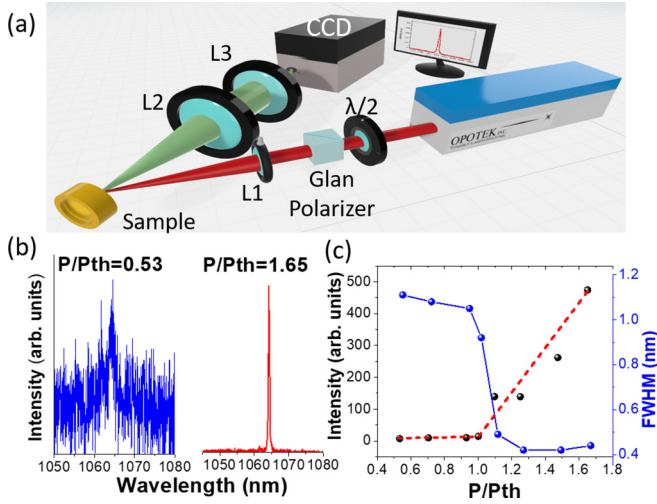 (a)
CCD
L3
L2
λ/2
L1
OPOTEK INC
Glan
Polarizer
Sample
(b)
P/Pth=0.53
P/Pth=1.65
Intensity (arb. units)
1050 1060 1070 1080
1050 1060 1070 1080
Wavelength (nm)
(c)
Intensity (arb. units)
500
400
300
200
100
0
0.4 0.6 0.8 1.0 1.2 1.4 1.6 1.8
P/Pth
1.2
1.0
0.8
0.6
0.4
FWHM (nm)